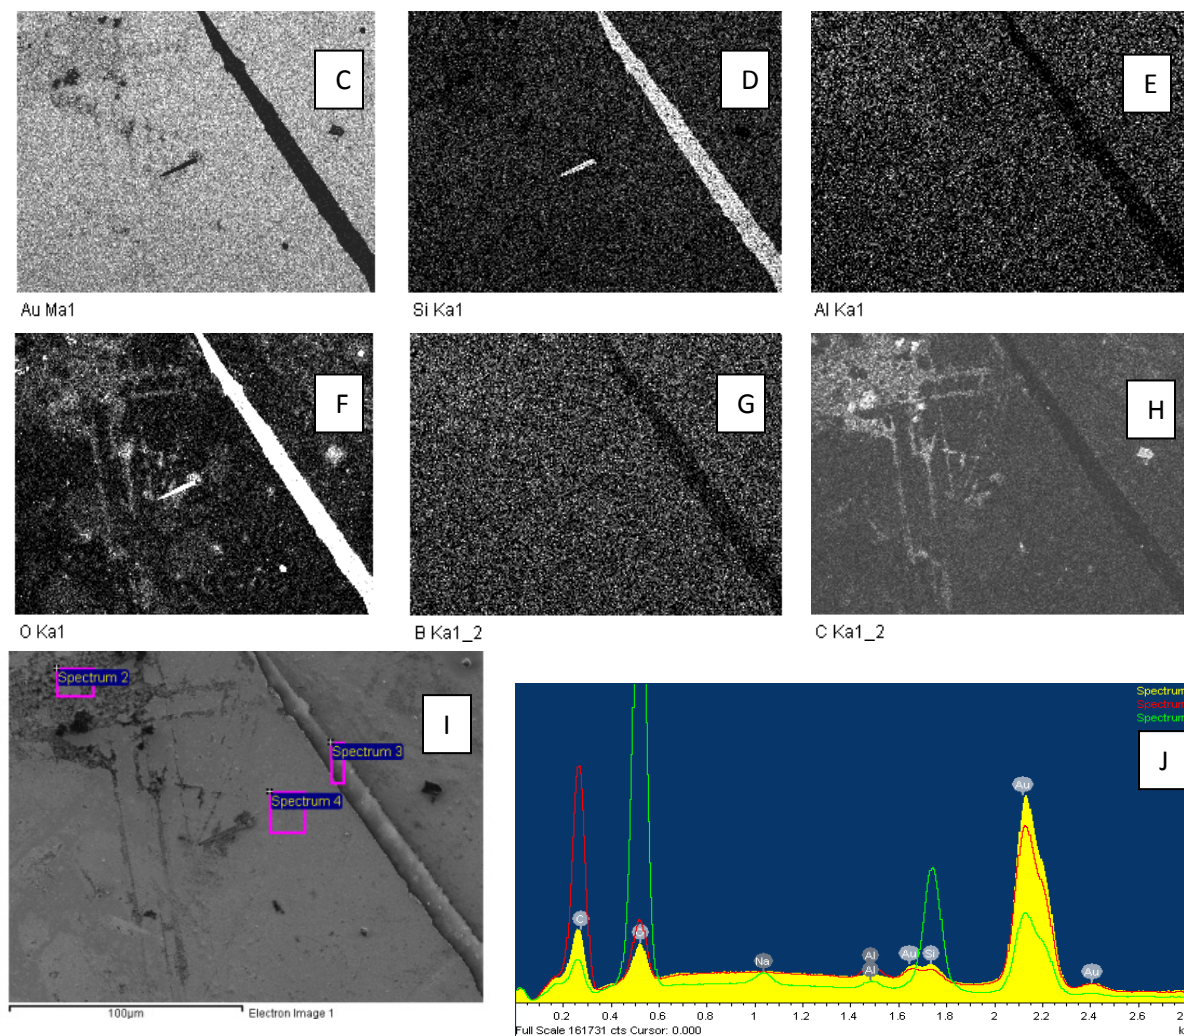 C
D
E
Au Ma1
Si Ka1
Al Ka1
F
G
H
O Ka1
B Ka1_2
C Ka1_2
Spectrum 2
I
Spectrum 3
Spectrum 4
100µm
Electron Image 1
Spectrum
Spectrum
Spectrum
J
Au
C
O
Na
Al
Al
Au
Si
Au
0.2 0.4 0.6 0.8 1 1.2 1.4 1.6 1.8 2 2.2 2.4 2.6
Full Scale 161731 cts Cursor: 0.000